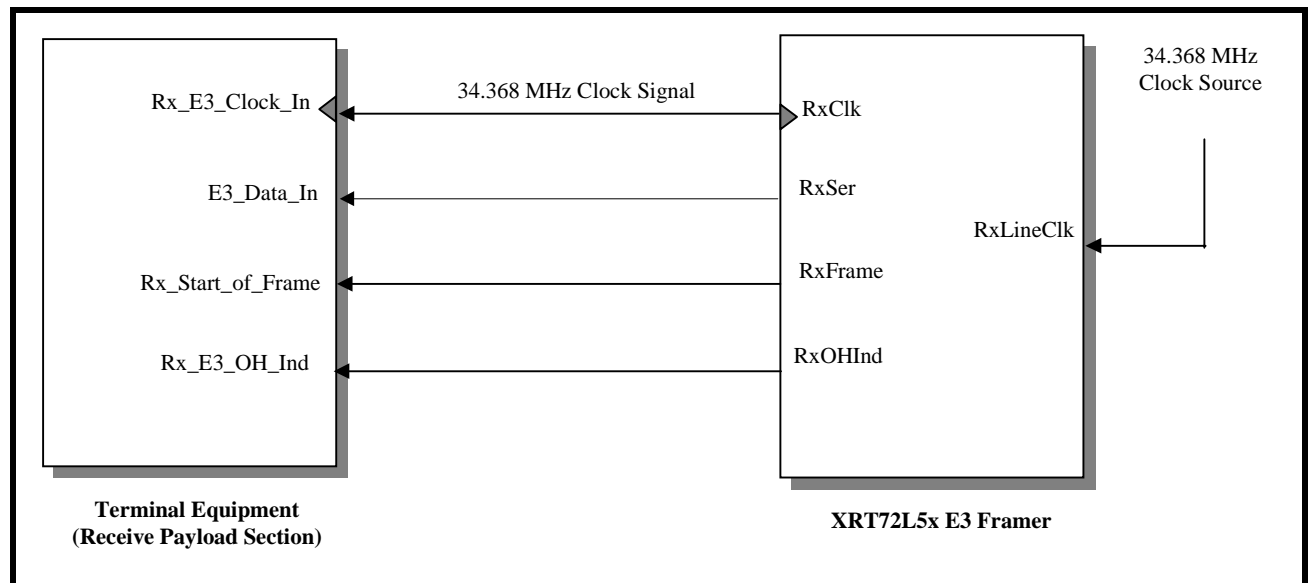 34.368 MHz
Clock Source
Rx_E3_Clock_In
34.368 MHz Clock Signal
RxClk
E3_Data_In
RxSer
RxLineClk
Rx_Start_of_Frame
RxFrame
Rx_E3_OH_Ind
RxOHInd
Terminal Equipment
(Receive Payload Section)
XRT72L5x E3 Framer